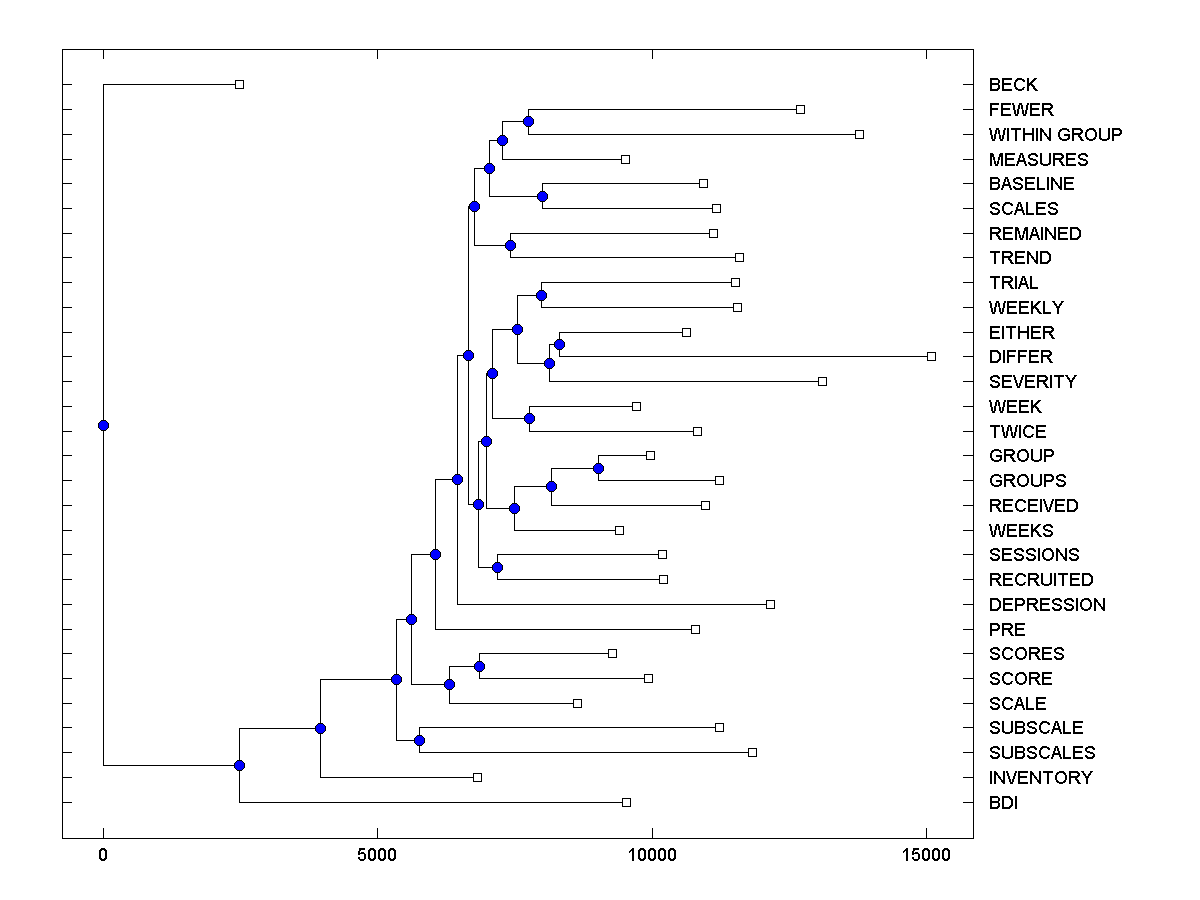 BECK
FEWER
WITHIN GROUP
MEASURES
BASELINE
SCALES
REMAINED
TREND
TRIAL
WEEKLY
EITHER
DIFFER
SEVERITY
WEEK
TWICE
GROUP
GROUPS
RECEIVED
WEEKS
SESSIONS
RECRUITED
DEPRESSION
PRE
SCORES
SCORE
SCALE
SUBSCALE
SUBSCALES
INVENTORY
BDI
0 5000 10000 15000